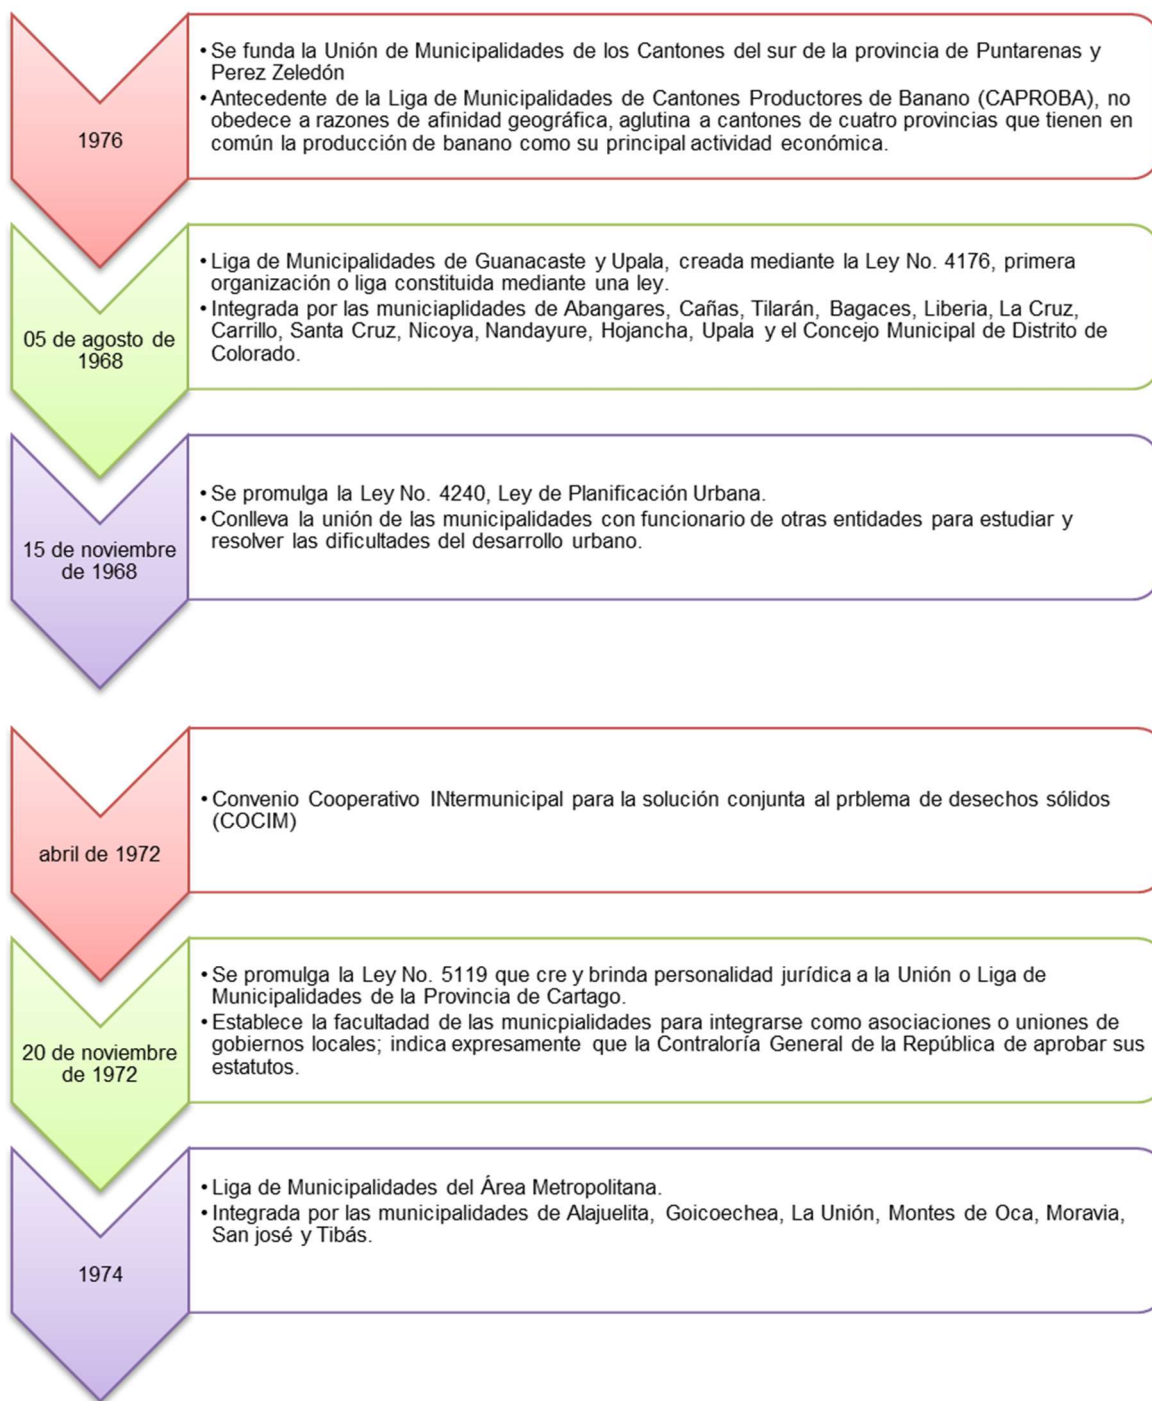 1976
• Se funda la Unión de Municipalidades de los Cantones del sur de la provincia de Puntarenas y
Perez Zeledón
• Antecedente de la Liga de Municipalidades de Cantones Productores de Banano (CAPROBA), no
obedece a razones de afinidad geográfica, aglutina a cantones de cuatro provincias que tienen en
común la producción de banano como su principal actividad económica.
05 de agosto de
1968
• Liga de Municipalidades de Guanacaste y Upala, creada mediante la Ley No. 4176, primera
organización o liga constituida mediante una ley.
• Integrada por las municiaplidades de Abangares, Cañas, Tilarán, Bagaces, Liberia, La Cruz,
Carrillo, Santa Cruz, Nicoya, Nandayure, Hojancha, Upala y el Concejo Municipal de Distrito de
Colorado.
15 de noviembre
de 1968
• Se promulga la Ley No. 4240, Ley de Planificación Urbana.
• Conlleva la unión de las municipalidades con funcionario de otras entidades para estudiar y
resolver las dificultades del desarrollo urbano.
abril de 1972
• Convenio Cooperativo INtermunicipal para la solución conjunta al prblema de desechos sólidos
(COCIM)
20 de noviembre
de 1972
• Se promulga la Ley No. 5119 que cre y brinda personalidad jurídica a la Unión o Liga de
Municipalidades de la Provincia de Cartago.
• Establece la facultadad de las municpialidades para integrarse como asociaciones o uniones de
gobiernos locales; indica expresamente que la Contraloría General de la República de aprobar sus
estatutos.
1974
• Liga de Municipalidades del Área Metropolitana.
• Integrada por las municipalidades de Alajuelita, Goicoechea, La Unión, Montes de Oca, Moravia,
San josé y Tibás.